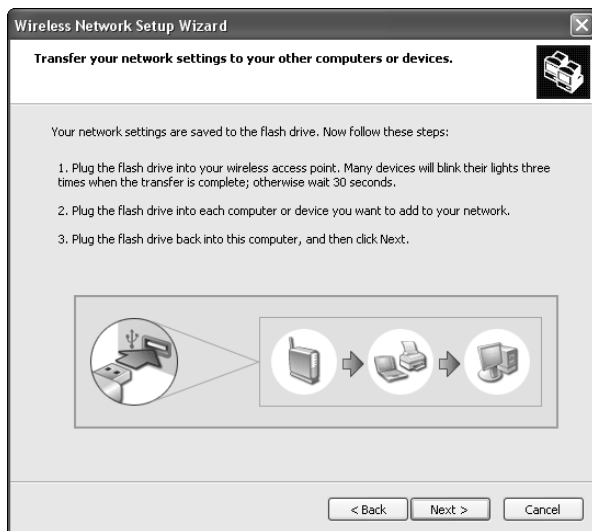 Wireless Network Setup Wizard
Transfer your network settings to your other computers or devices.
Your network settings are saved to the flash drive. Now follow these steps:
1. Plug the flash drive into your wireless access point. Many devices will blink their lights three
times when the transfer is complete; otherwise wait 30 seconds.
2. Plug the flash drive into each computer or device you want to add to your network.
3. Plug the flash drive back into this computer, and then click Next.
< Back Next > Cancel